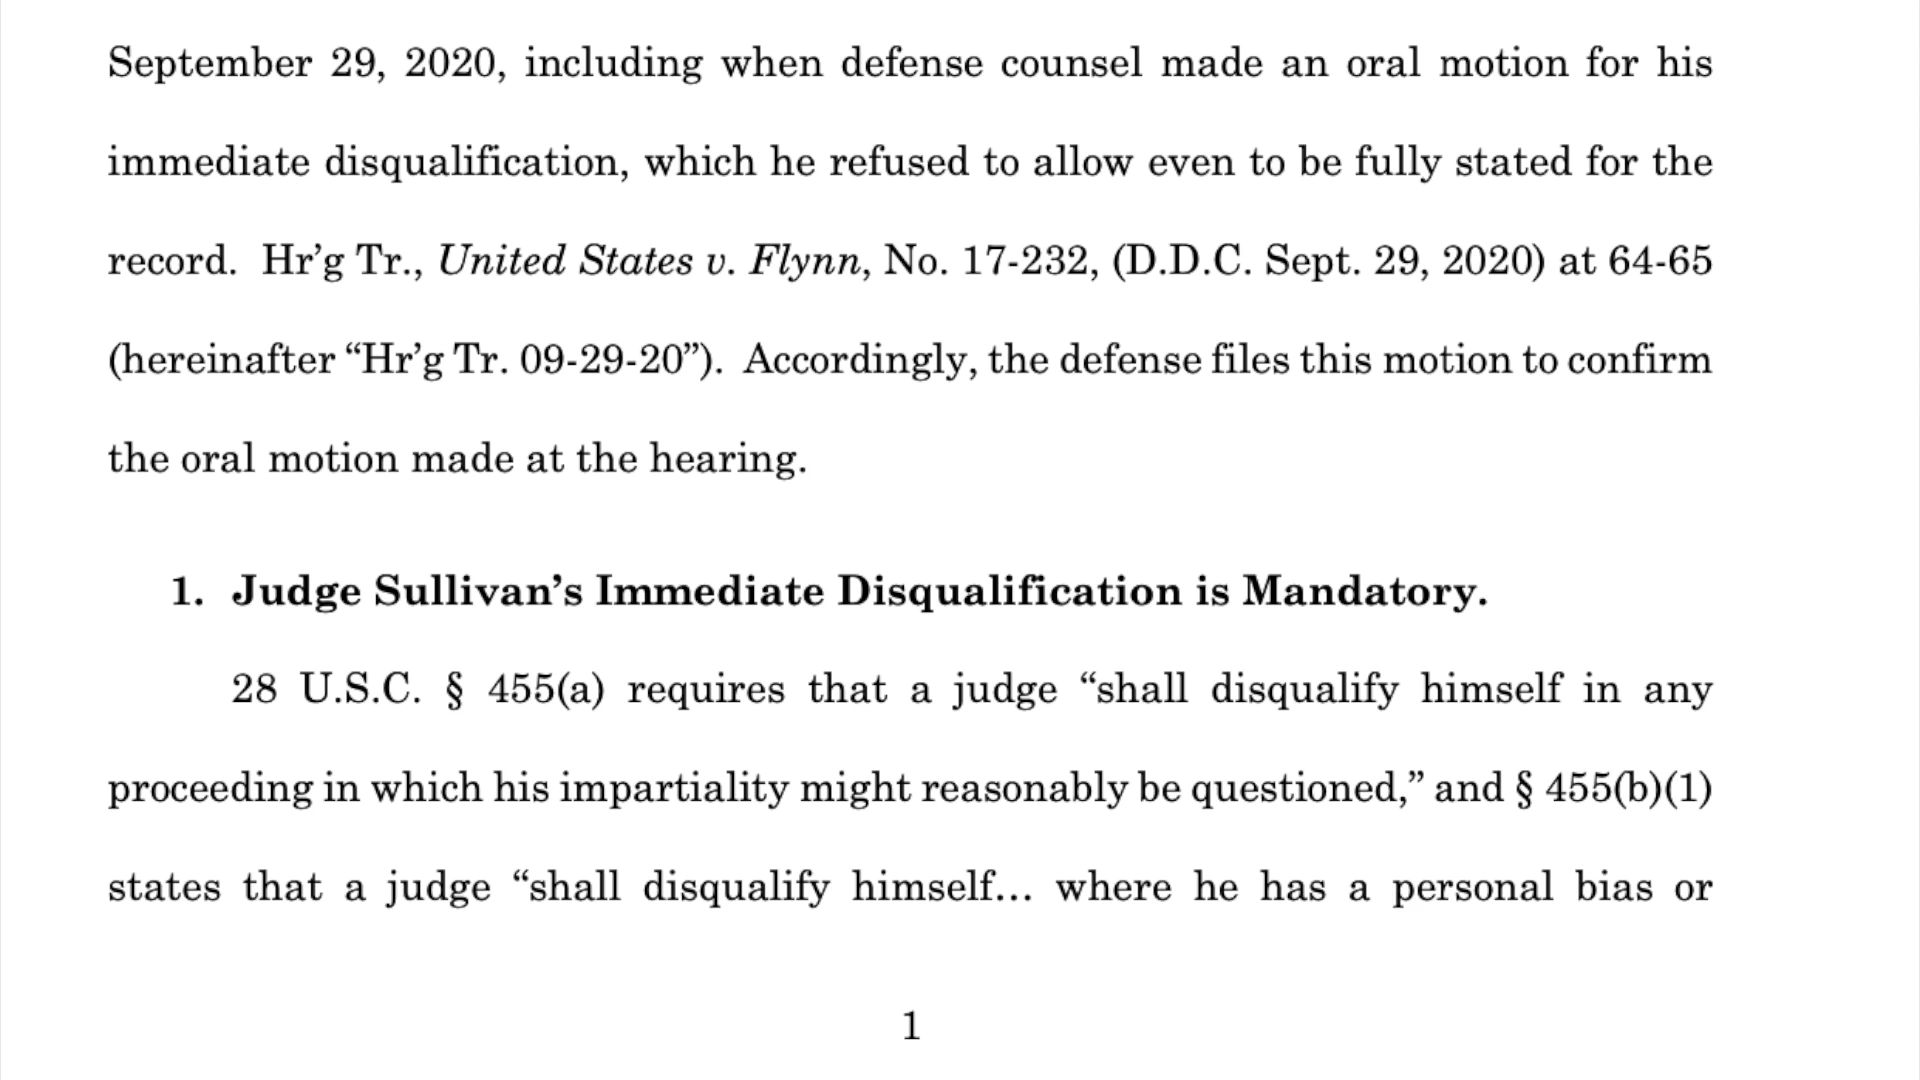 September 29, 2020, including when defense counsel made an oral motion for his
immediate disqualification, which he refused to allow even to be fully stated for the
record. Hr’g Tr., United States v. Flynn, No. 17-232, (D.D.C. Sept. 29, 2020) at 64-65
(hereinafter “Hr’g Tr. 09-29-20”). Accordingly, the defense files this motion to confirm
the oral motion made at the hearing.
1. Judge Sullivan’s Immediate Disqualification is Mandatory.
28 U.S.C. § 455(a) requires that a judge “shall disqualify himself in any
proceeding in which his impartiality might reasonably be questioned,” and § 455(b)(1)
states that a judge “shall disqualify himself… where he has a personal bias or
1